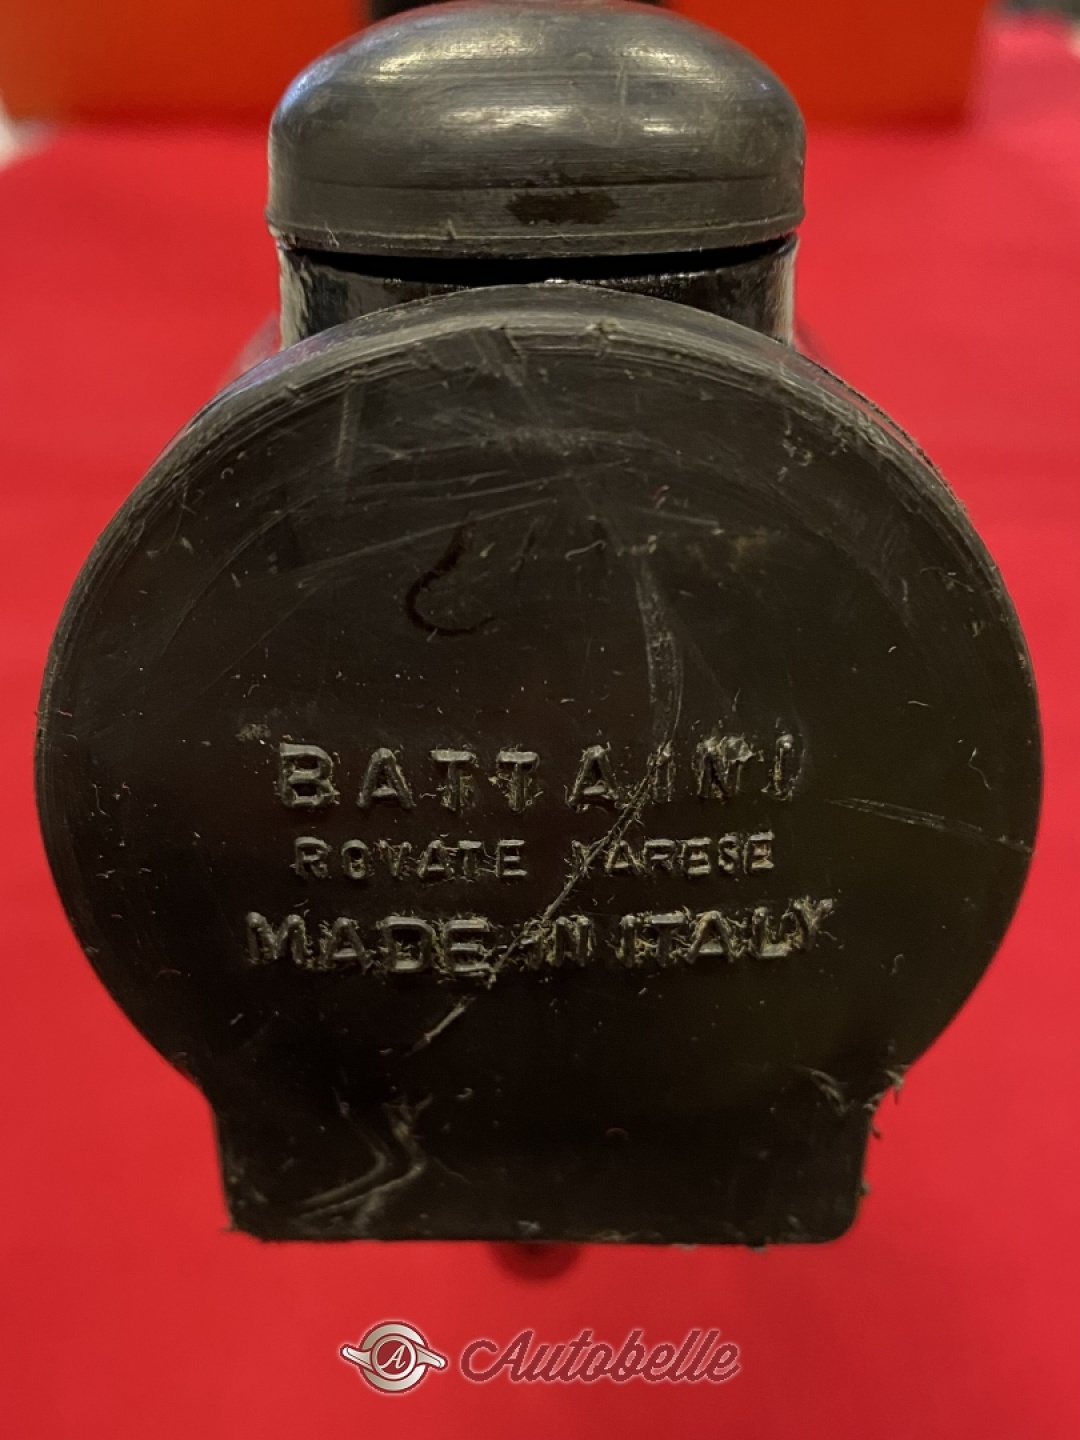 BATTAINI
ROVATE VARESE
MADE IN ITALY
A Autobelle